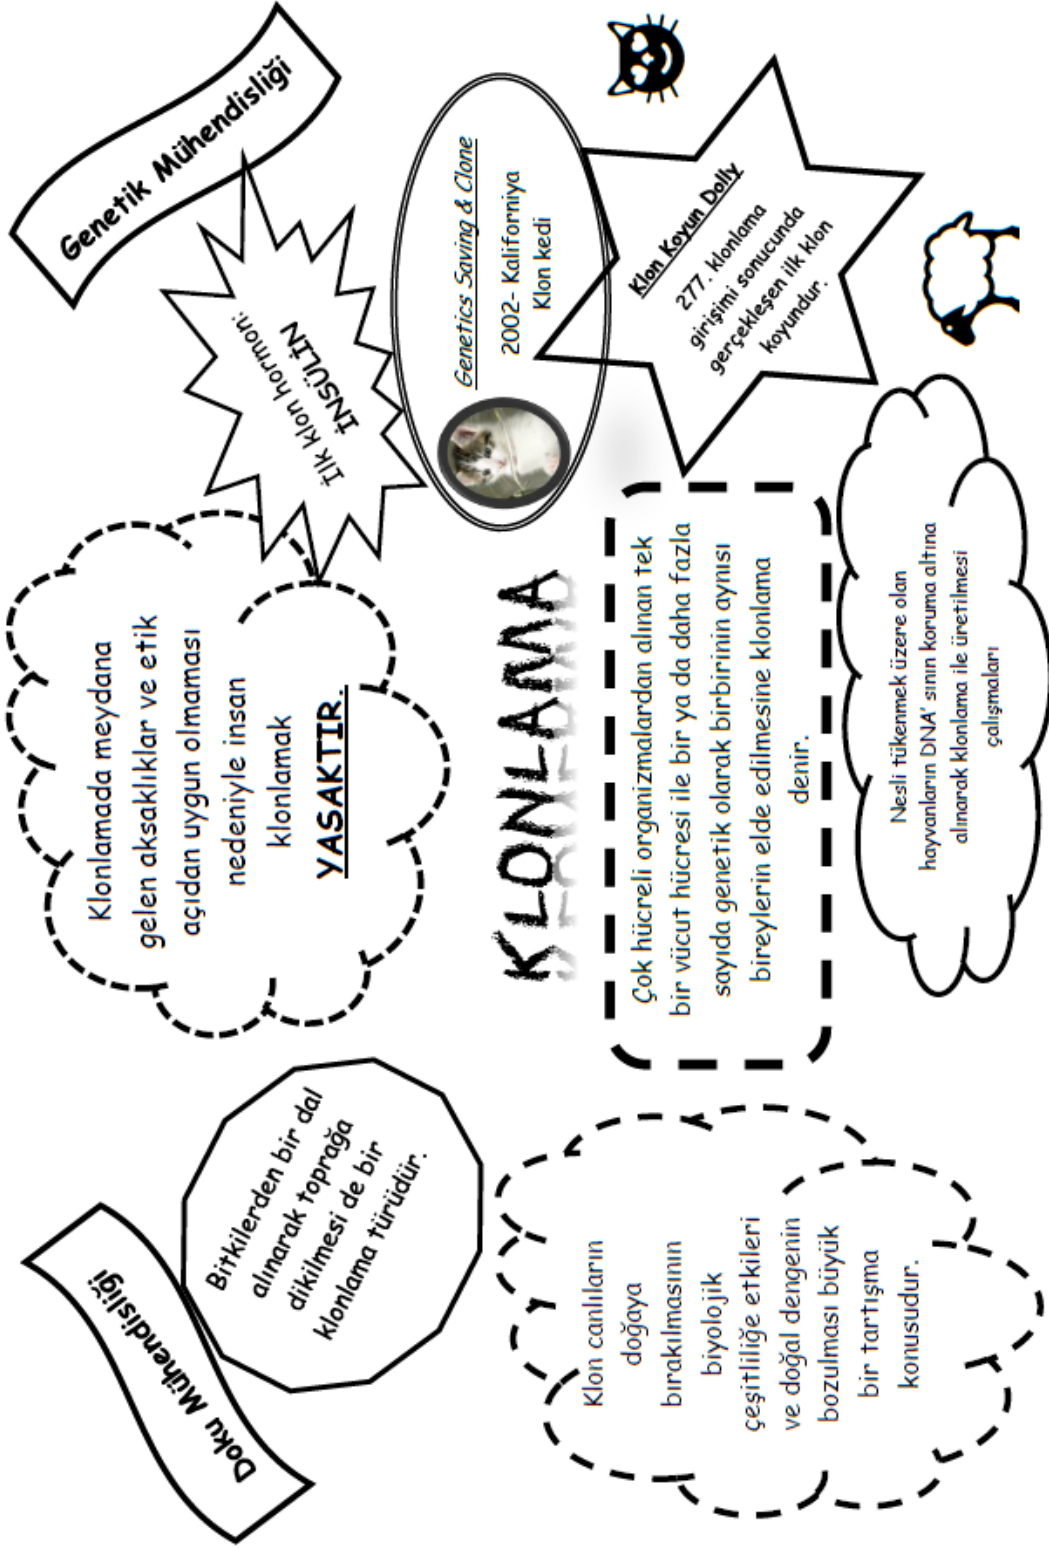 Doku Mühendisliği
Bitkilerden bir dal
alınarak toprağa
dikilmesi de bir
klonlama türüdür.
Klonlamada meydana
gelen aksaklıklar ve etik
açıdan uygun olmaması
nedeniyle insan
klonlamak
YASAKTIR.
İlk klon hormon:
İNSÜLİN
Genetik Mühendisliği
KLONLAMA
Genetics Saving & Clone
2002- Kaliforniya
Klon kedi
Klon canlıların
doğaya
bırakılmasının
biyolojik
çeşitliliğe etkileri
ve doğal dengenin
bozulması büyük
bir tartışma
konusudur.
Çok hücreli organizmalardan alınan tek
bir vücut hücresi ile bir ya da daha fazla
sayıda genetik olarak birbirinin aynısı
bireylerin elde edilmesine klonlama
denir.
Klon Koyun Dolly
277. klonlama
girişimi sonucunda
gerçekleşen ilk klon
koyundur.
Nesli tükenmek üzere olan
hayvanların DNA' sının koruma altına
alınarak klonlama ile üretilmesi
çalışmaları